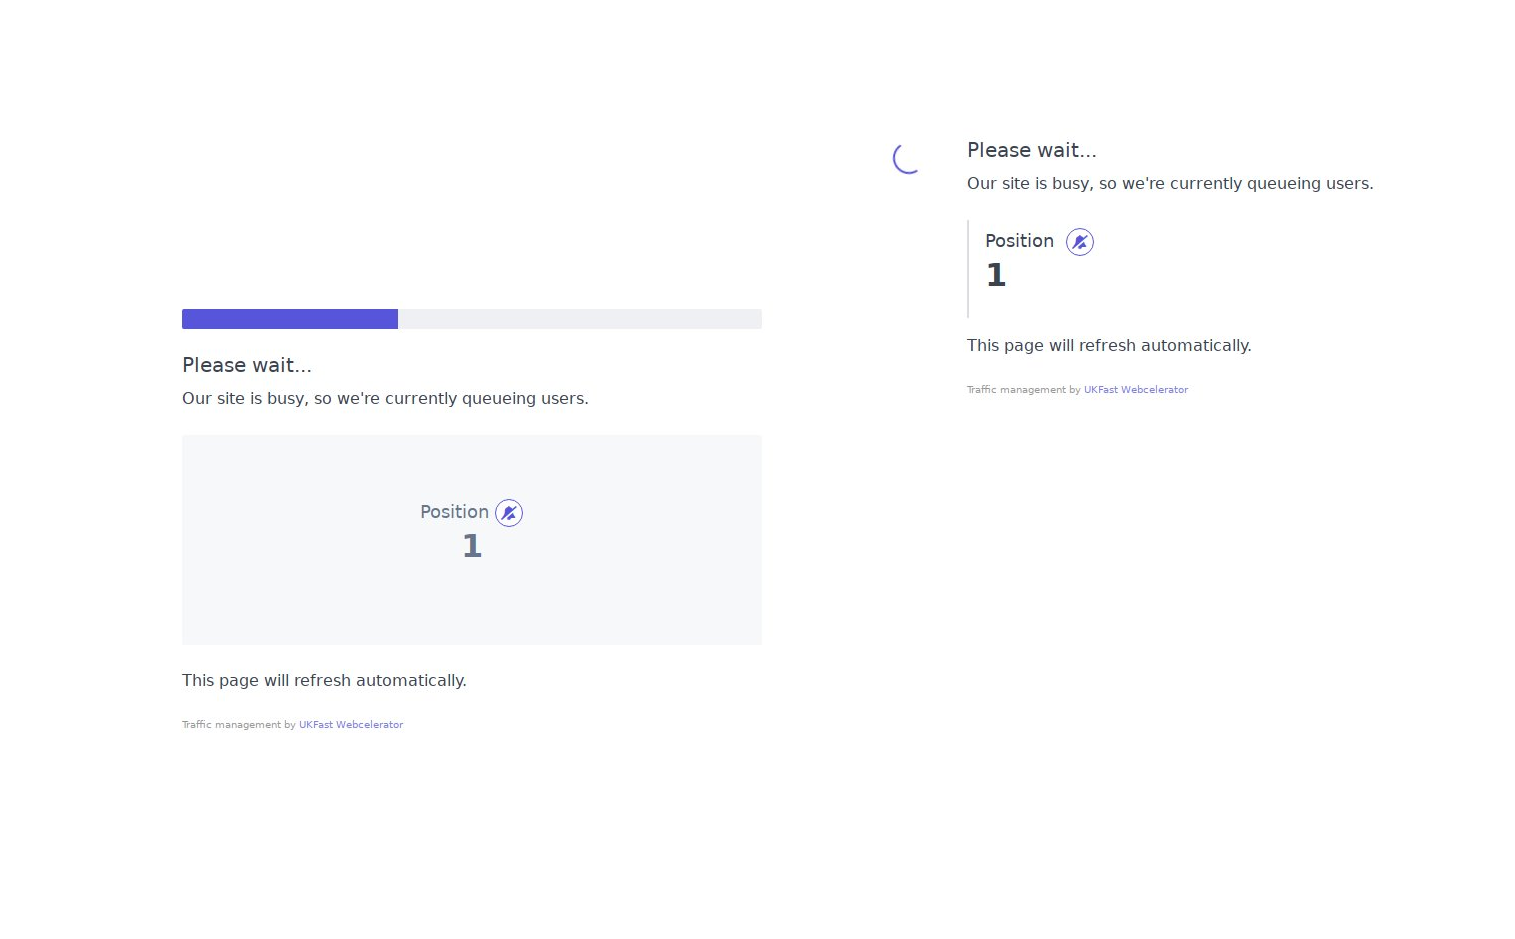 Please wait...
Our site is busy, so we're currently queueing users.
Position
1
This page will refresh automatically.
Traffic management by UKFast Webcelerator
Please wait...
Our site is busy, so we're currently queueing users.
Position
1
This page will refresh automatically.
Traffic management by UKFast Webcelerator